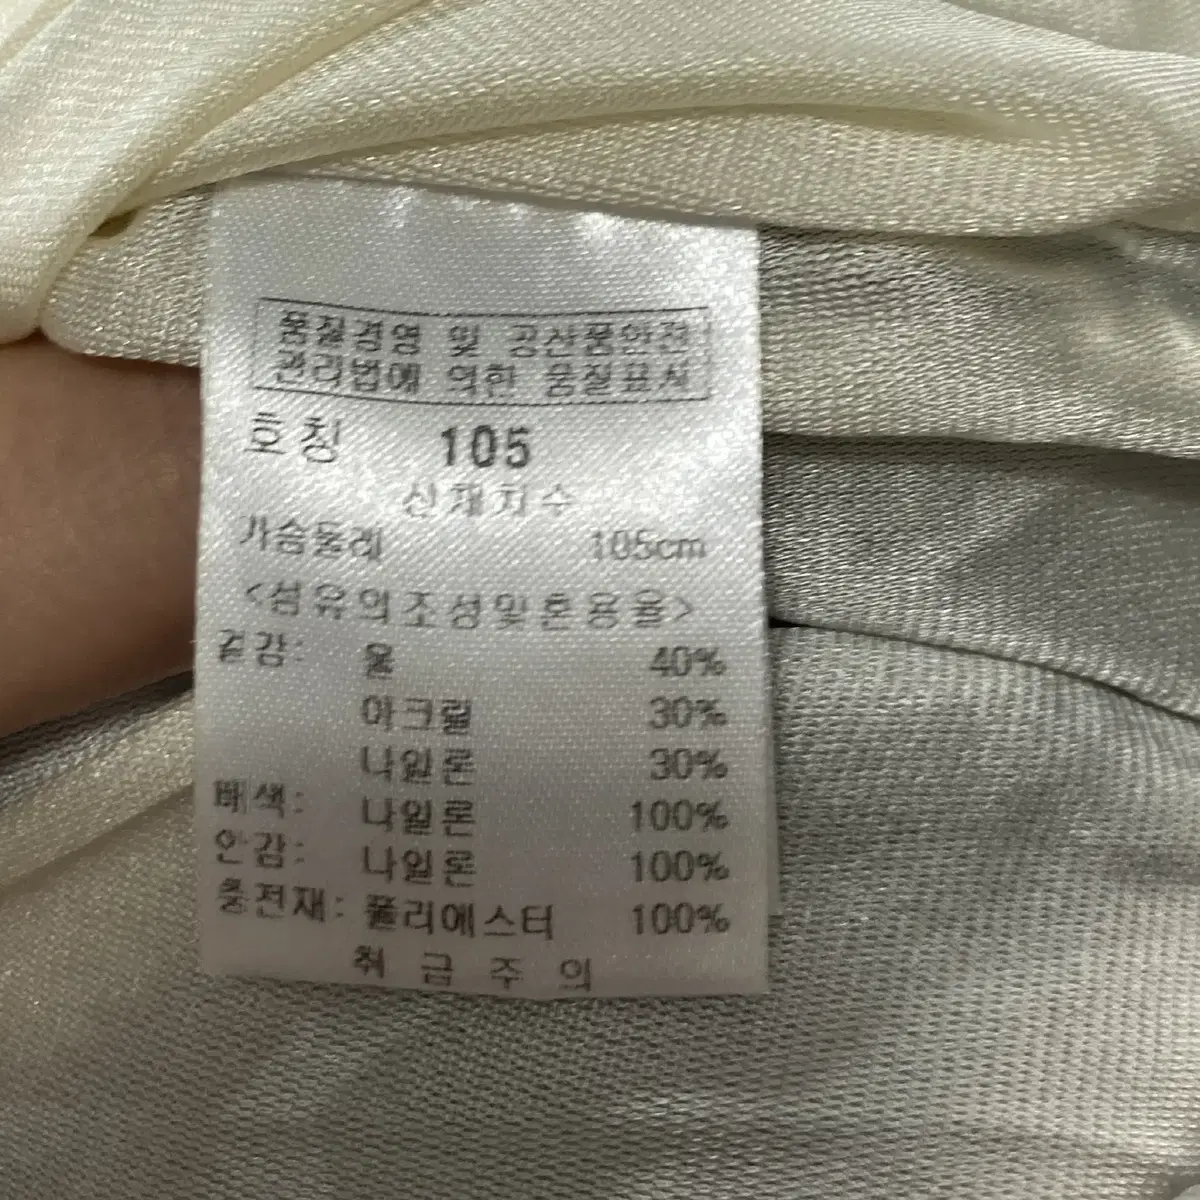 품질경영 및 공산품안전
관리법에 의한 품질표시
호칭 105
신체치수
가슴둘레 105cm
<섬유의조성및혼용율>
겉감: 울 40%
아크릴 30%
나일론 30%
배색: 나일론 100%
안감: 나일론 100%
충전재: 폴리에스터 100%
취급주의